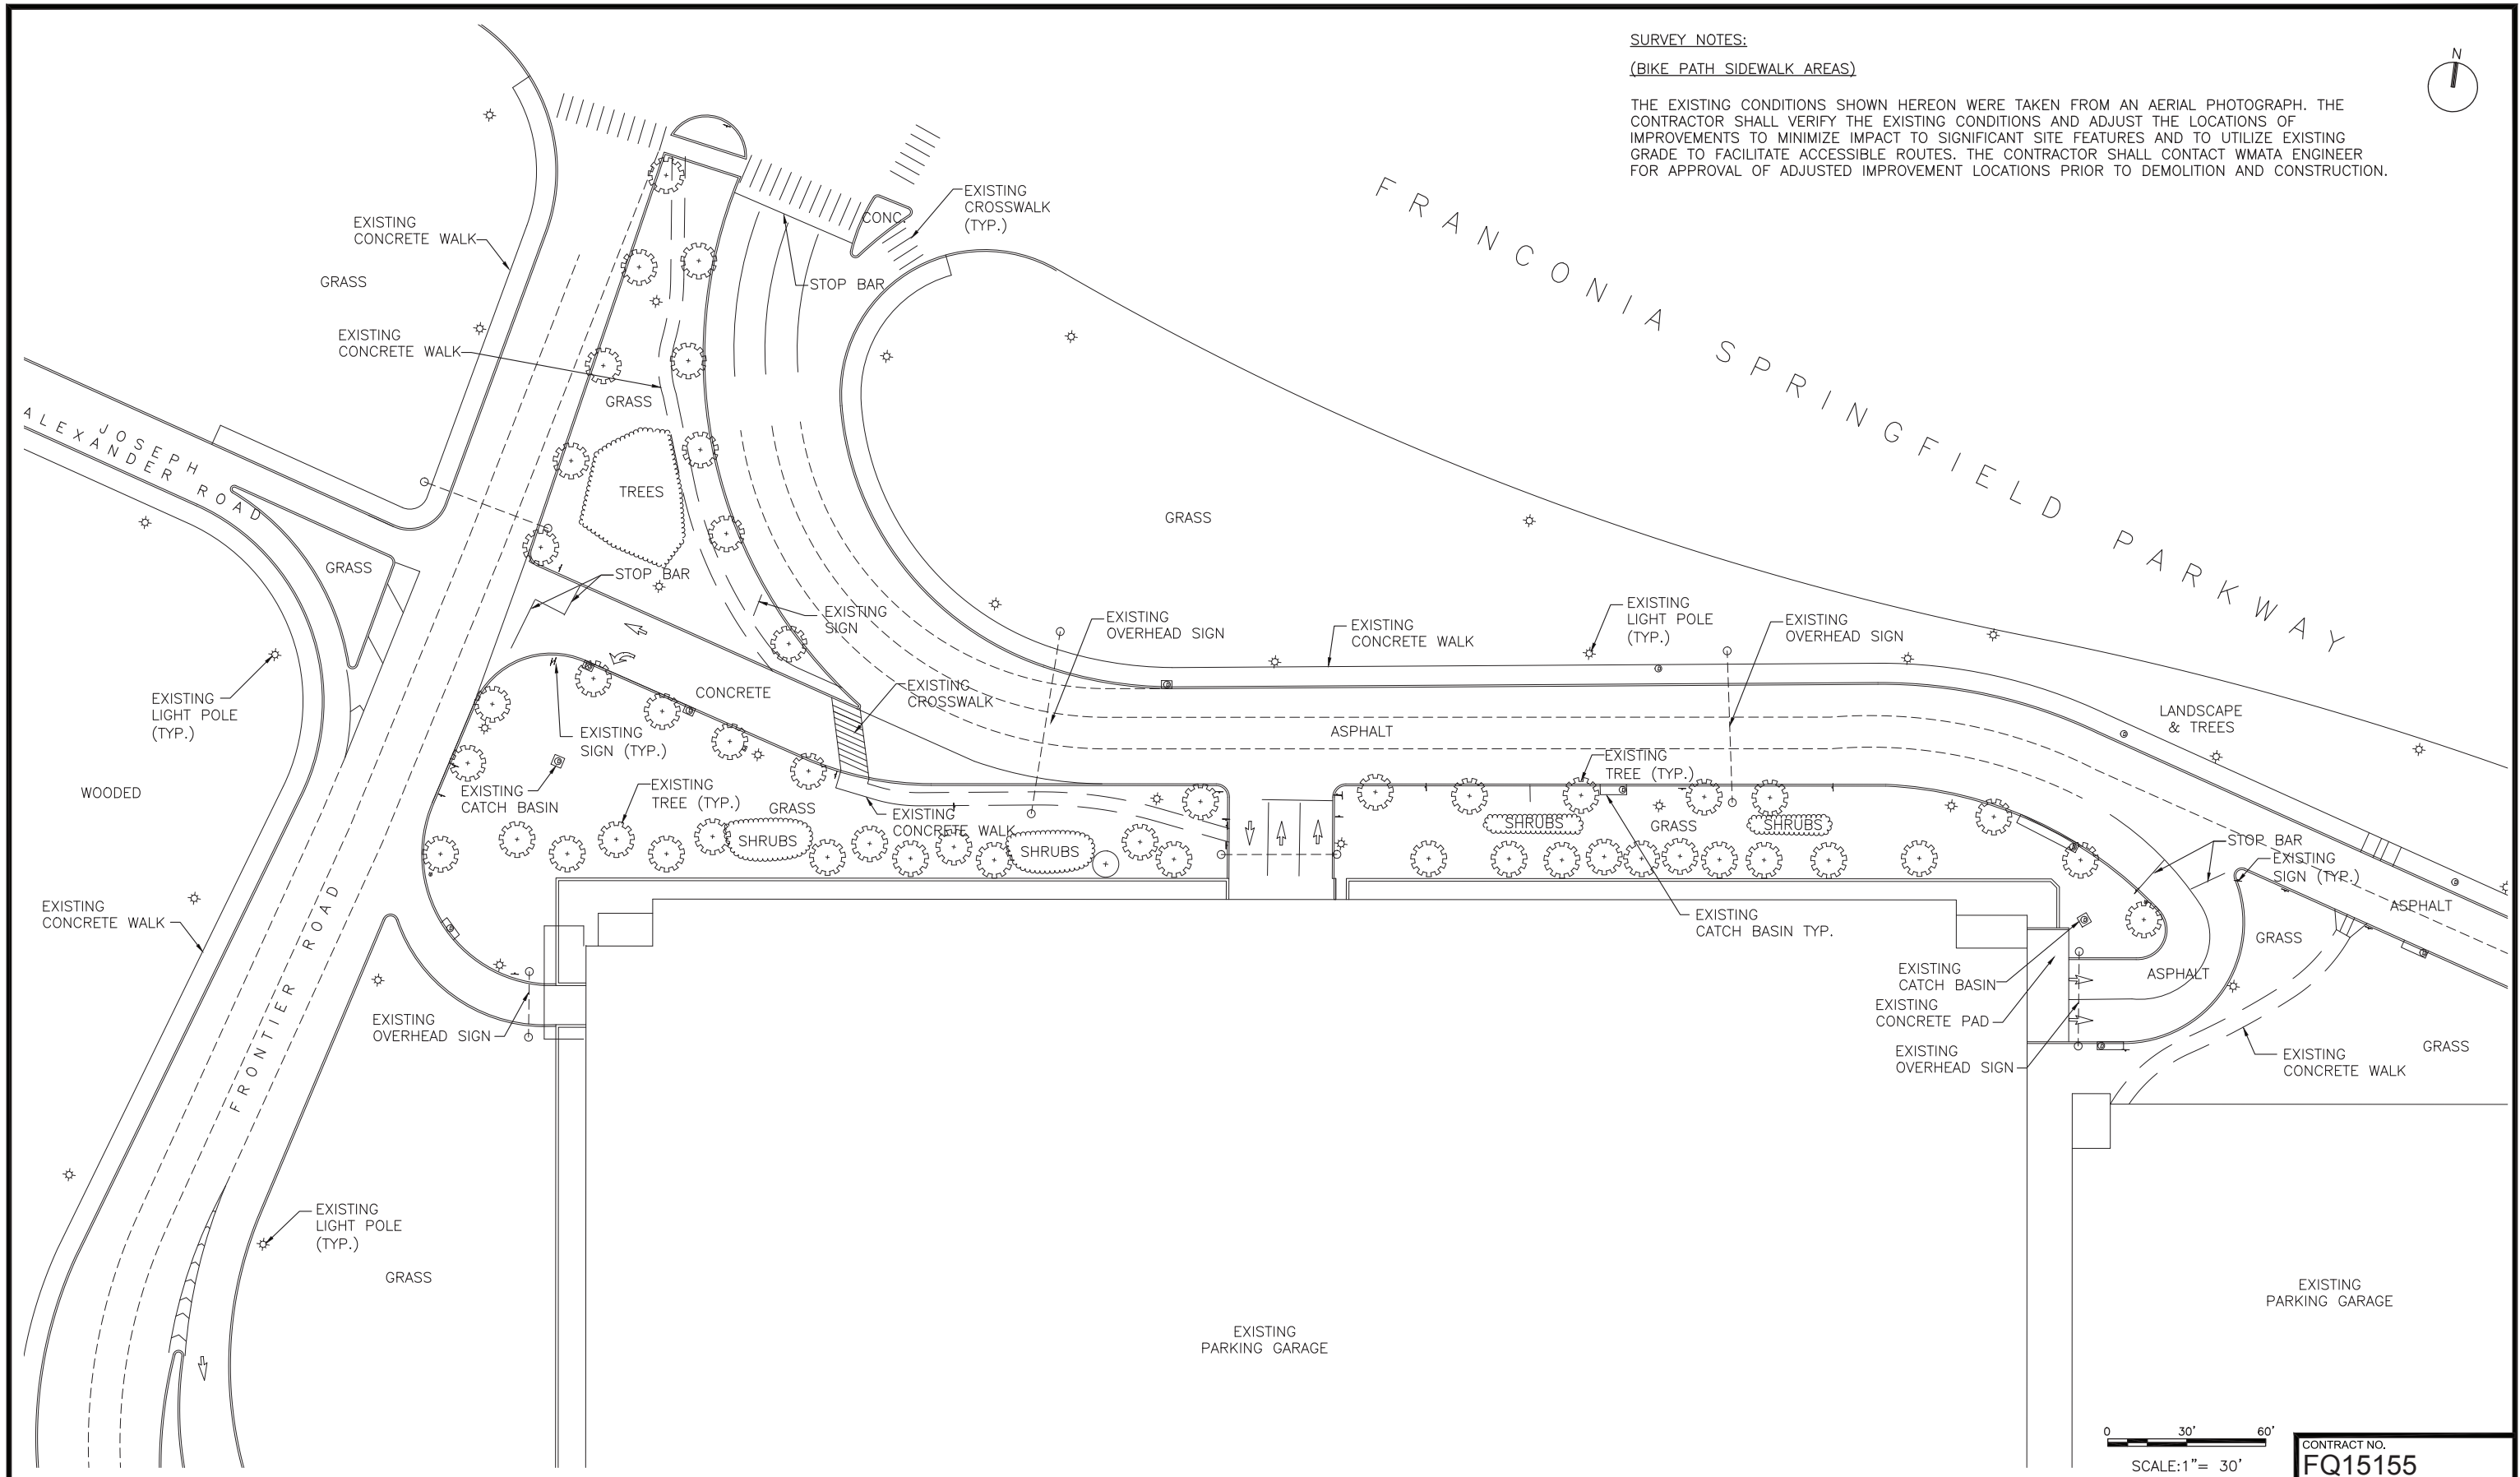 SURVEY NOTES:
(BIKE PATH SIDEWALK AREAS)
THE EXISTING CONDITIONS SHOWN HEREON WERE TAKEN FROM AN AERIAL PHOTOGRAPH. THE
CONTRACTOR SHALL VERIFY THE EXISTING CONDITIONS AND ADJUST THE LOCATIONS OF
IMPROVEMENTS TO MINIMIZE IMPACT TO SIGNIFICANT SITE FEATURES AND TO UTILIZE EXISTING
GRADE TO FACILITATE ACCESSIBLE ROUTES. THE CONTRACTOR SHALL CONTACT WMATA ENGINEER
FOR APPROVAL OF ADJUSTED IMPROVEMENT LOCATIONS PRIOR TO DEMOLITION AND CONSTRUCTION.
N
FRANCONIA SPRINGFIELD PARKWAY
EXISTING
CROSSWALK
(TYP.)
CONC.
EXISTING
CONCRETE WALK
GRASS
STOP BAR
EXISTING
CONCRETE WALK
GRASS
JOSEPH
ALEXANDER ROAD
TREES
GRASS
GRASS
STOP BAR
EXISTING
SIGN
EXISTING
OVERHEAD SIGN
EXISTING
CONCRETE WALK
EXISTING
LIGHT POLE
(TYP.)
EXISTING
OVERHEAD SIGN
EXISTING
LIGHT POLE
(TYP.)
CONCRETE
EXISTING
CROSSWALK
EXISTING
SIGN (TYP.)
ASPHALT
LANDSCAPE
& TREES
WOODED
EXISTING
CATCH BASIN
EXISTING
TREE (TYP.)
GRASS
EXISTING
CONCRETE WALK
SHRUBS
SHRUBS
EXISTING
TREE (TYP.)
SHRUBS
GRASS
SHRUBS
STOP BAR
EXISTING
SIGN (TYP.)
ASPHALT
EXISTING
CONCRETE WALK
EXISTING
CATCH BASIN TYP.
GRASS
FRONTIER ROAD
EXISTING
OVERHEAD SIGN
EXISTING
CATCH BASIN
ASPHALT
EXISTING
CONCRETE PAD
EXISTING
OVERHEAD SIGN
EXISTING
CONCRETE WALK
GRASS
EXISTING
LIGHT POLE
(TYP.)
GRASS
EXISTING
PARKING GARAGE
EXISTING
PARKING GARAGE
0 30' 60'
SCALE:1"= 30'
CONTRACT NO.
FQ15155